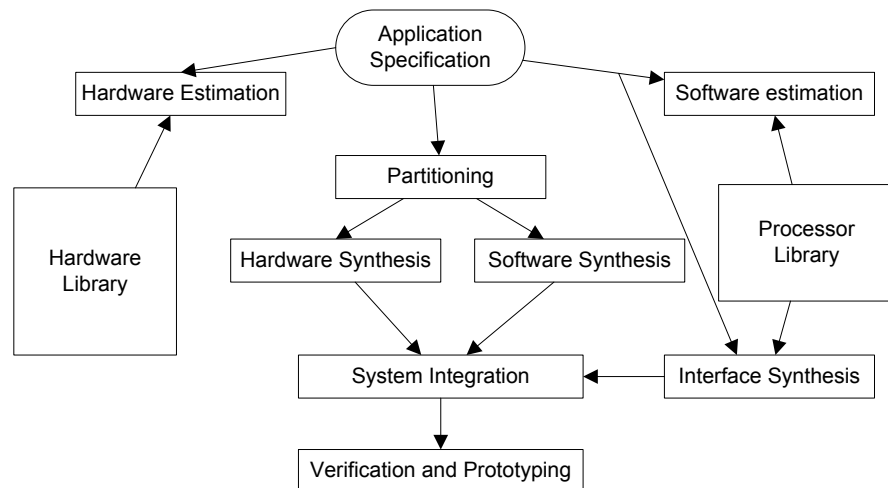 Application
Specification
Hardware Estimation
Software estimation
Partitioning
Hardware
Library
Processor
Library
Hardware Synthesis
Software Synthesis
System Integration
Interface Synthesis
Verification and Prototyping